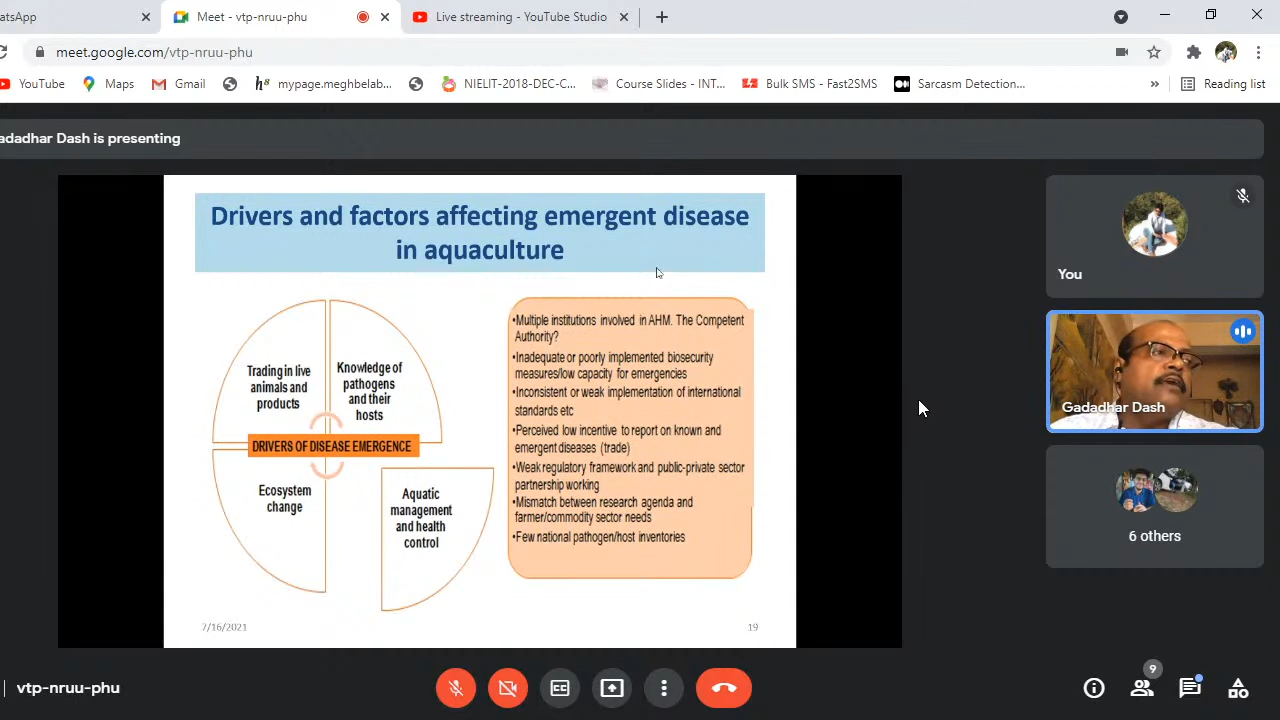 atsApp
Meet - vtp-nruu-phu
Live streaming - YouTube Studio
meet.google.com/vtp-nruu-phu
YouTube
Maps
Gmail
mypage.meghbelab...
NIELIT-2018-DEC-C...
Course Slides - INT...
Bulk SMS - Fast2SMS
Sarcasm Detection...
»
Reading list
adadhar Dash is presenting
Drivers and factors affecting emergent disease
in aquaculture
Trading in live
animals and
products
Knowledge of
pathogens
and their
hosts
DRIVERS OF DISEASE EMERGENCE
Ecosystem
change
Aquatic
management
and health
control
•Multiple institutions involved in AHM. The Competent
Authority?
•Inadequate or poorly implemented biosecurity
measures/low capacity for emergencies
•Inconsistent or weak implementation of international
standards etc
•Perceived low incentive to report on known and
emergent diseases (trade)
•Weak regulatory framework and public-private sector
partnership working
•Mismatch between research agenda and
farmer/commodity sector needs
•Few national pathogen/host inventories
7/16/2021
19
You
Gadadhar Dash
6 others
vtp-nruu-phu
9